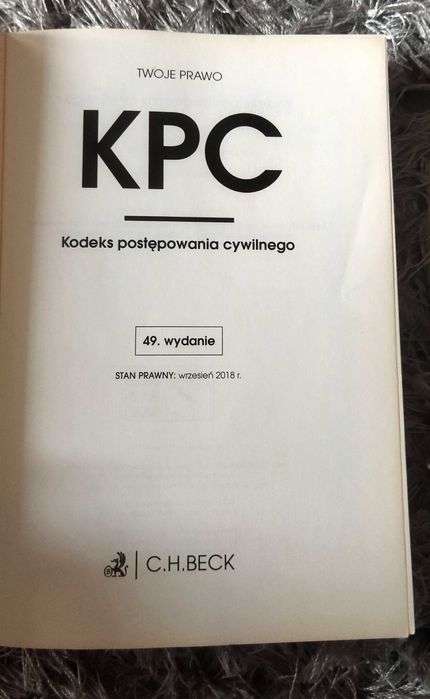 TWOJE PRAWO
KPC
Kodeks postępowania cywilnego
49. wydanie
STAN PRAWNY: wrzesień 2018 r.
C.H.BECK